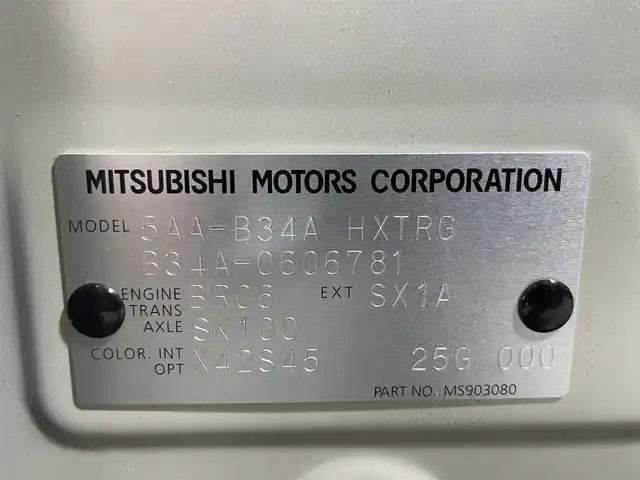 MITSUBISHI MOTORS CORPORATION
MODEL 5AA-B34A HXTRG
B34A-0606781
ENGINE BR06 EXT SX1A
TRANS
AXLE SK100
COLOR. INT X42S45 25G 000
OPT
PART NO.: MS903080